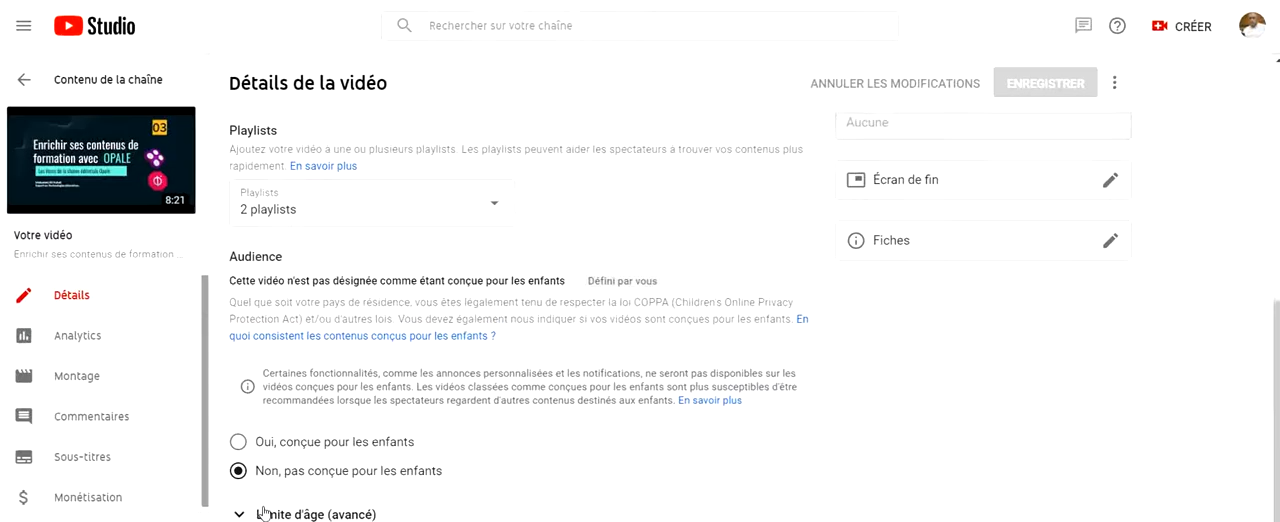 Studio
Rechercher sur votre chaîne
CRÉER
Contenu de la chaîne
Détails de la vidéo
ANNULER LES MODIFICATIONS
ENREGISTRER
03
Enrichir ses contenus de
formation avec OPALE
8:21
Votre vidéo
Enrichir ses contenus de formation ...
Détails
Analytics
Montage
Commentaires
Sous-titres
Monétisation
Playlists
Ajoutez votre vidéo à une ou plusieurs playlists. Les playlists peuvent aider les spectateurs à trouver vos contenus plus
rapidement. En savoir plus
Playlists
2 playlists
Audience
Cette vidéo n'est pas désignée comme étant conçue pour les enfants Défini par vous
Quel que soit votre pays de résidence, vous êtes légalement tenu de respecter la loi COPPA (Children's Online Privacy
Protection Act) et/ou d'autres lois. Vous devez également nous indiquer si vos vidéos sont conçues pour les enfants. En
quoi consistent les contenus conçus pour les enfants ?
Certaines fonctionnalités, comme les annonces personnalisées et les notifications, ne seront pas disponibles sur les
vidéos conçues pour les enfants. Les vidéos classées comme conçues pour les enfants sont plus susceptibles d'être
recommandées lorsque les spectateurs regardent d'autres contenus destinés aux enfants. En savoir plus
Oui, conçue pour les enfants
Non, pas conçue pour les enfants
Limite d'âge (avancé)
Aucune
Écran de fin
Fiches